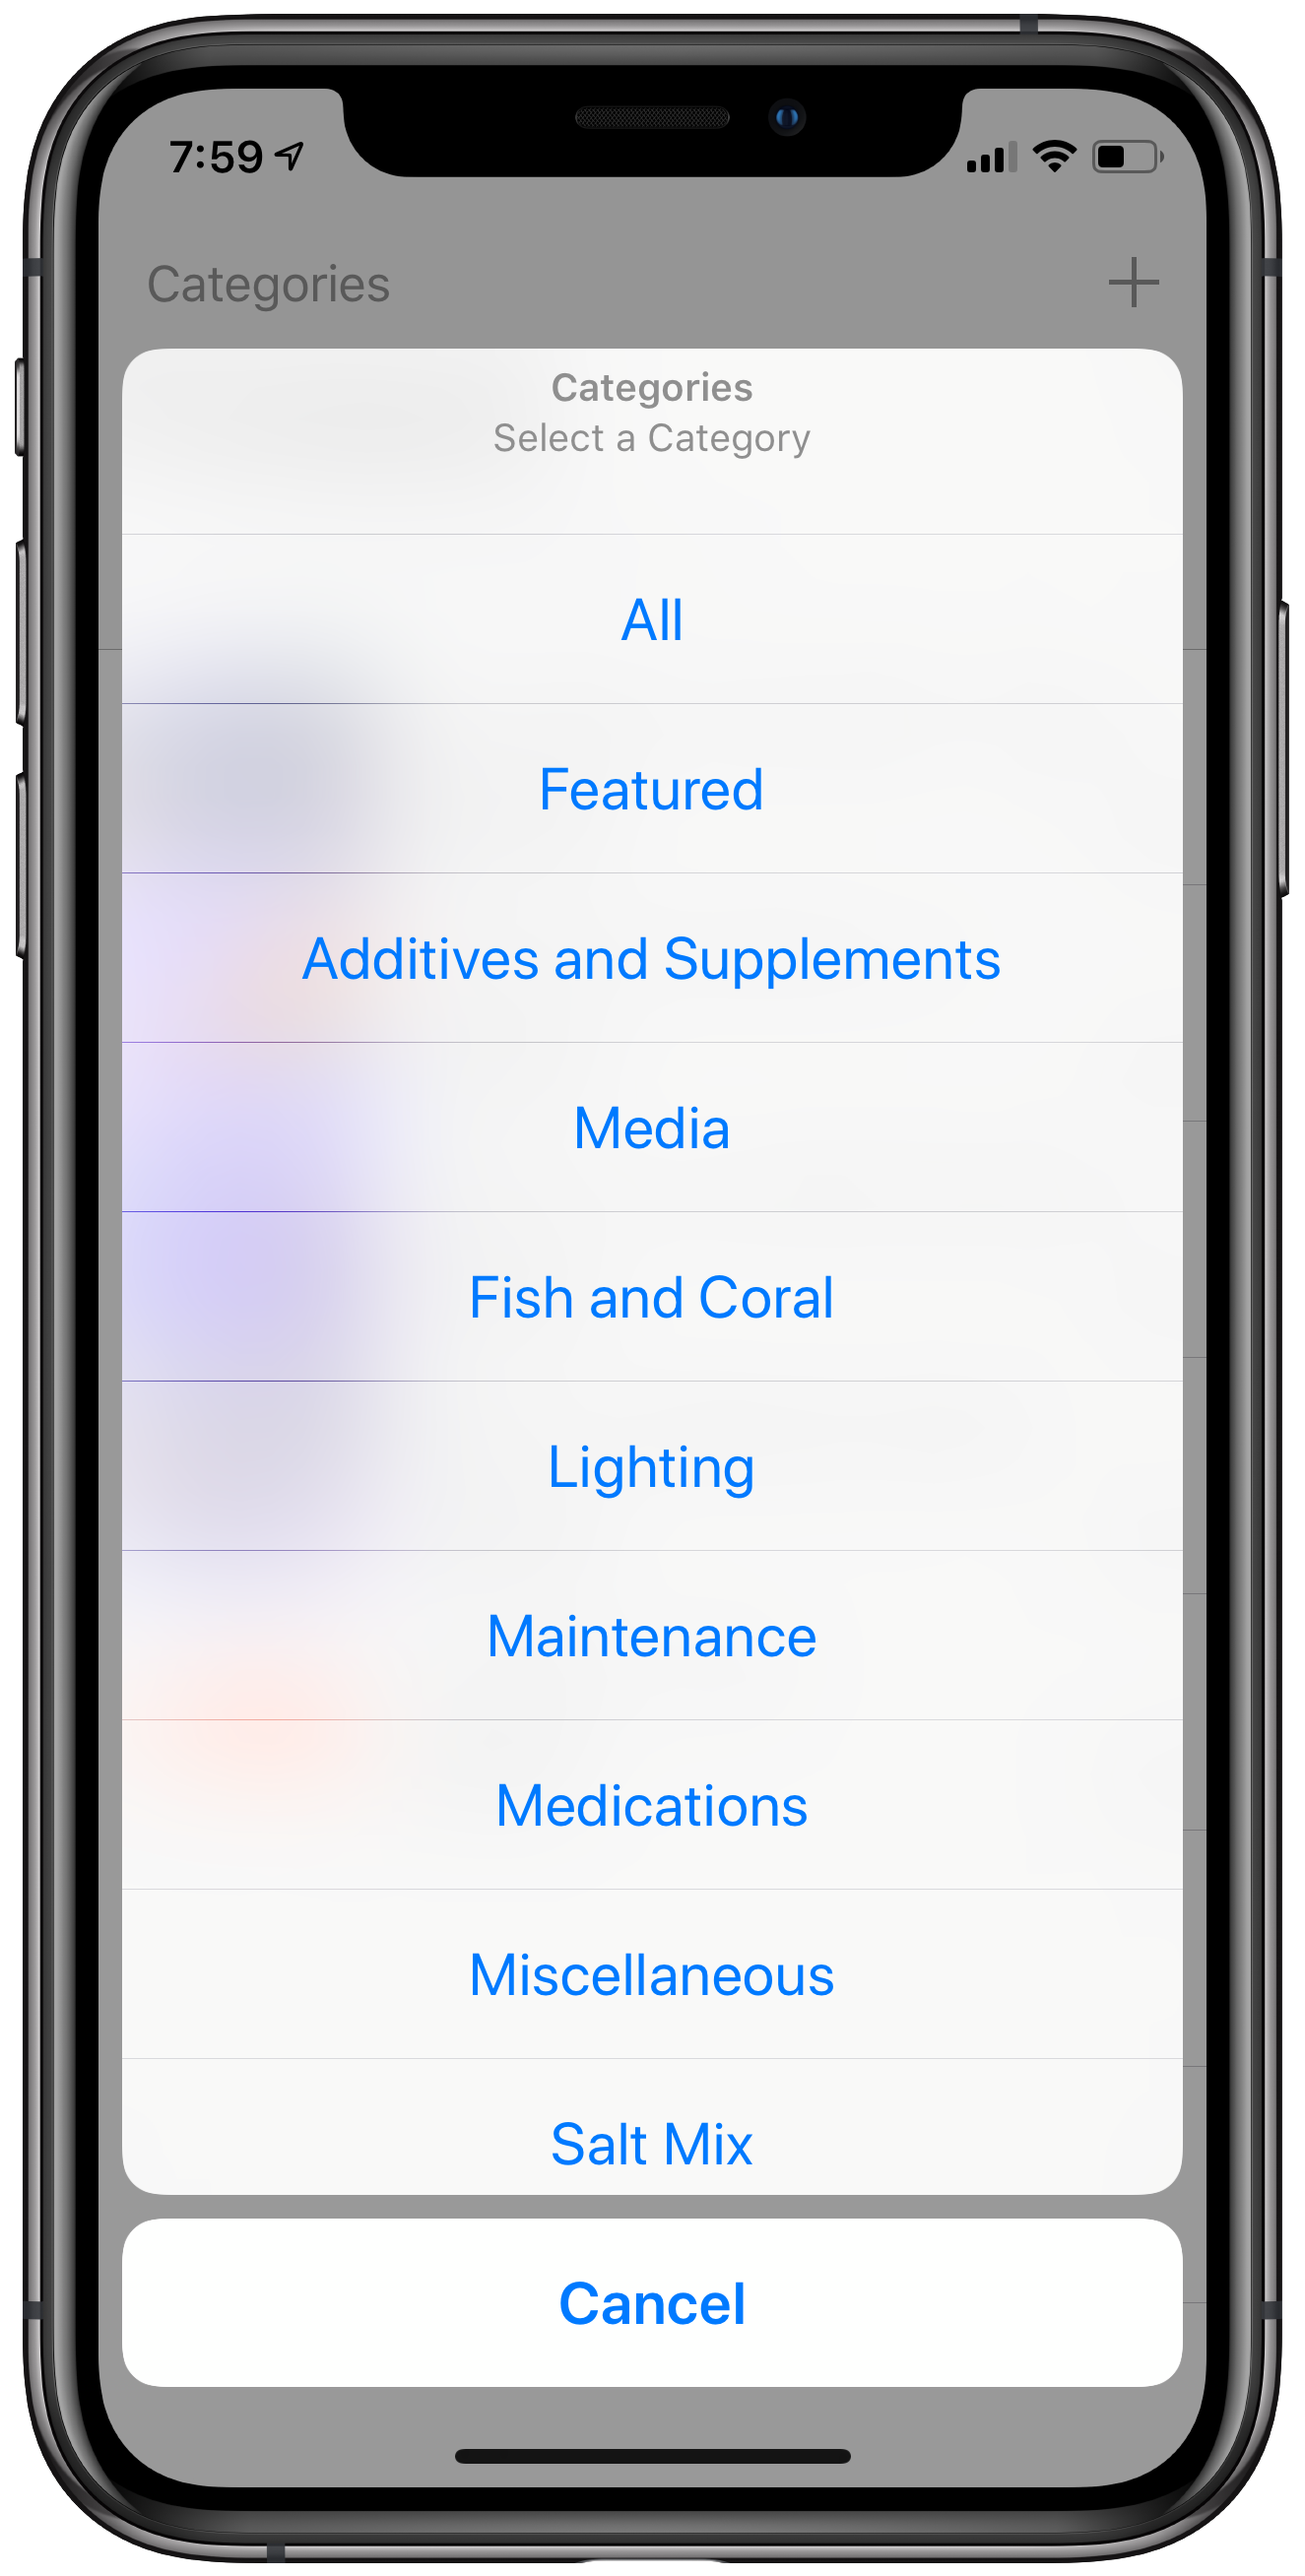 7:59
Categories
Categories
Select a Category
All
Featured
Additives and Supplements
Media
Fish and Coral
Lighting
Maintenance
Medications
Miscellaneous
Salt Mix
Cancel